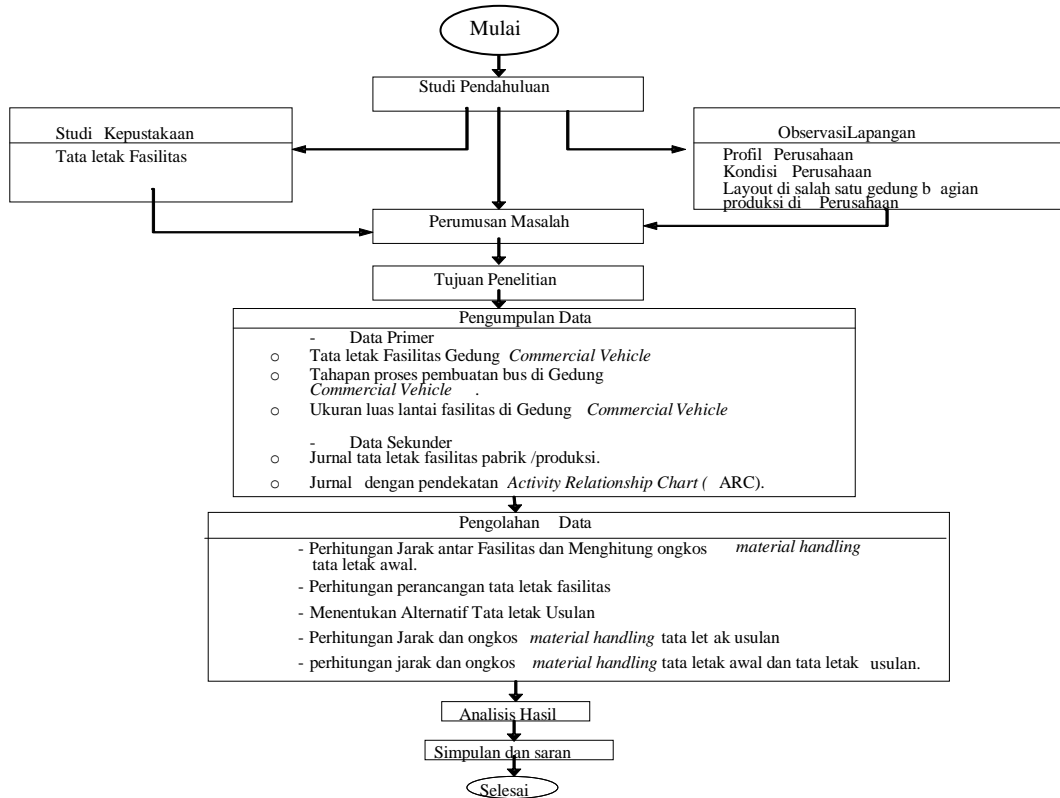 Mulai
Studi Pendahuluan
Studi Kepustakaan
Tata letak Fasilitas
ObservasiLapangan
Profil Perusahaan
Kondisi Perusahaan
Layout di salah satu gedung b agian
produksi di Perusahaan
Perumusan Masalah
Tujuan Penelitian
Pengumpulan Data
- Data Primer
o Tata letak Fasilitas Gedung Commercial Vehicle
o Tahapan proses pembuatan bus di Gedung
Commercial Vehicle .
o Ukuran luas lantai fasilitas di Gedung Commercial Vehicle
- Data Sekunder
o Jurnal tata letak fasilitas pabrik /produksi.
o Jurnal dengan pendekatan Activity Relationship Chart ( ARC).
Pengolahan Data
- Perhitungan Jarak antar Fasilitas dan Menghitung ongkos material handling
tata letak awal.
- Perhitungan perancangan tata letak fasilitas
- Menentukan Alternatif Tata letak Usulan
- Perhitungan Jarak dan ongkos material handling tata let ak usulan
- perhitungan jarak dan ongkos material handling tata letak awal dan tata letak usulan.
Analisis Hasil
Simpulan dan saran
Selesai